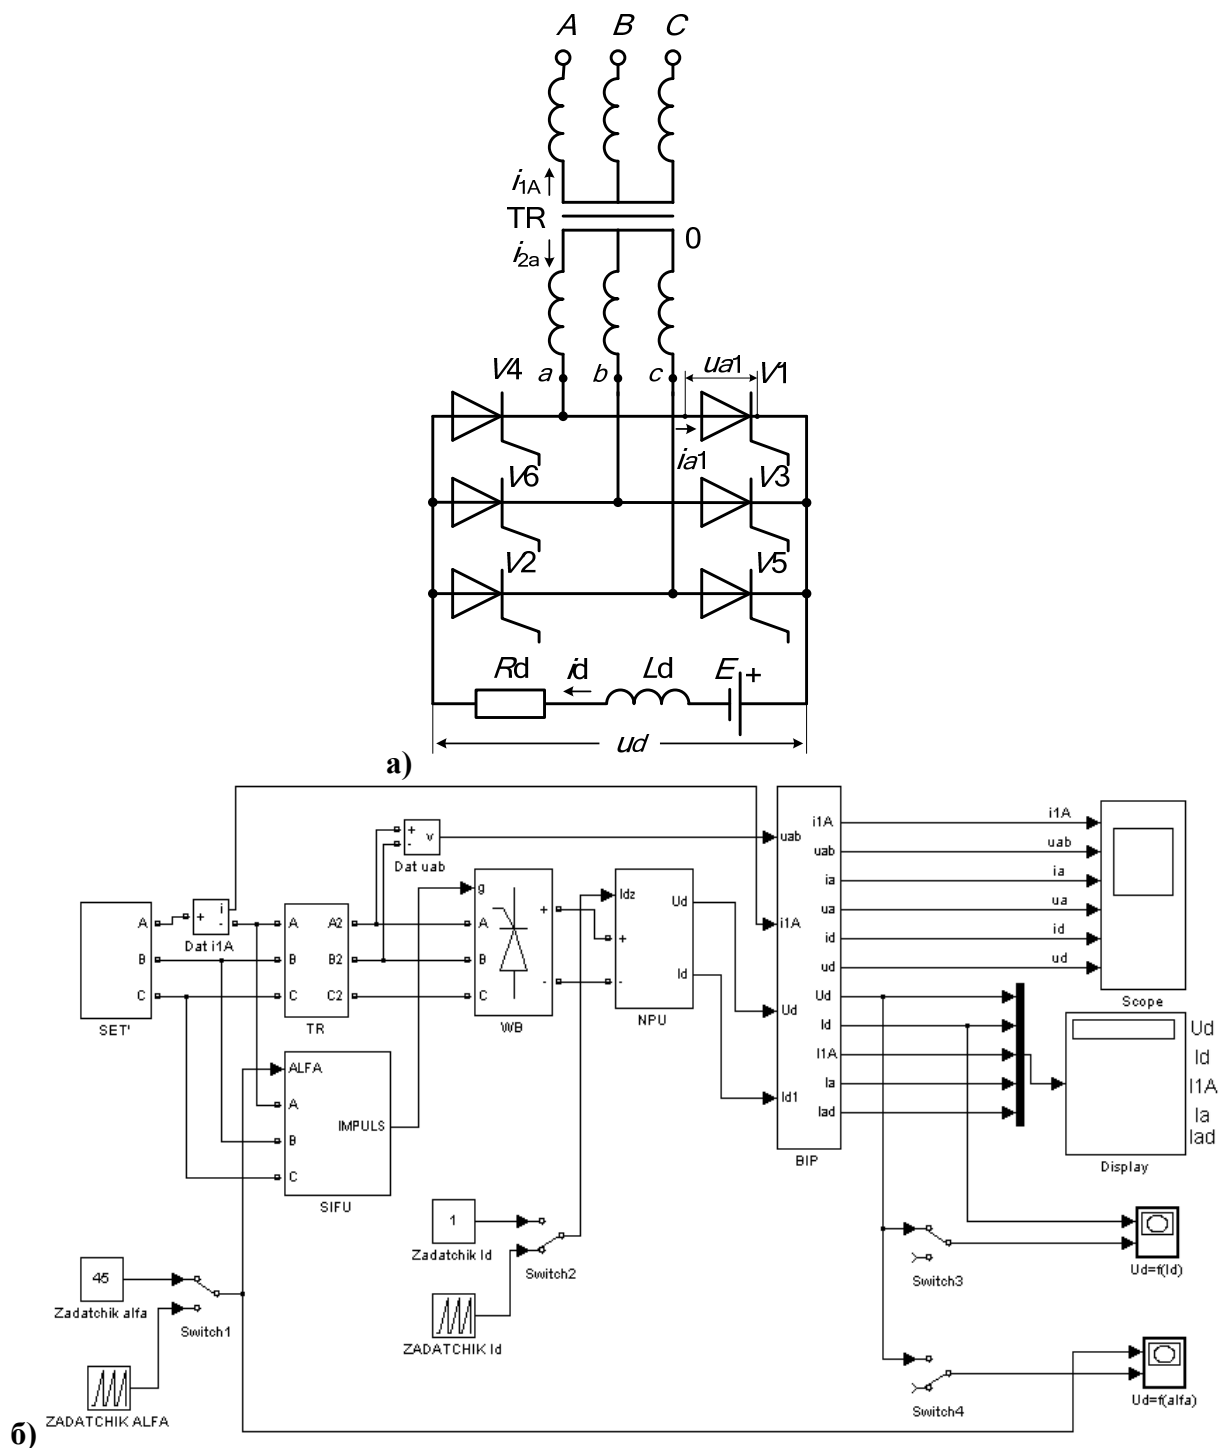 A B C
i1A
TR
0
i2a
V4 a b c ua1 V1
ia1
V6 V3
V2 V5
Rd id Ld E +
ud
а)
i1A i1A
uab uab uab
+ v
-
Dat uab
ia ia
g Idz Ud ua ua
A + i A A2 A + i1A id id
-
Dat i1A
B B B2 B + ud ud
C C C2 C - - Id Ud Scope
SET' TR WB NPU Id Ud
Ud I1A Id
ALFA Ia I1A
A Id1 Iad Ia
IMPULS Iad
B BIP Display
C
SIFU
1
Zadatchik Id
Switch2
Switch3 Ud=f(Id)
45
Zadatchik alfa
Switch1
ZADATCHIK Id
Switch4 Ud=f(alfa)
ZADATCHIK ALFA
б)